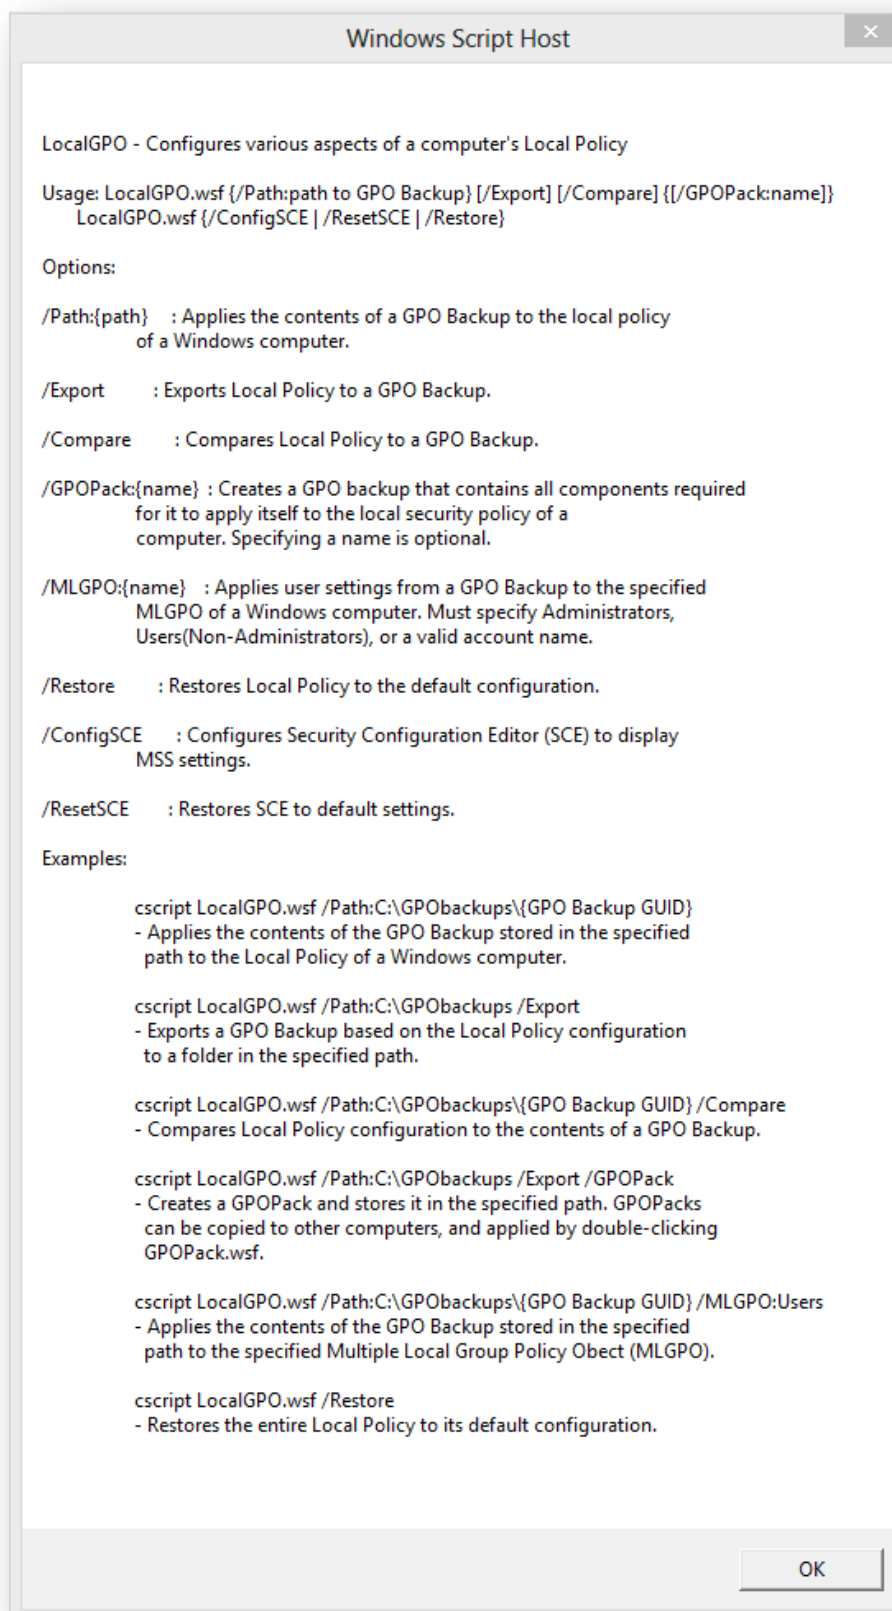 Windows Script Host
LocalGPO - Configures various aspects of a computer's Local Policy
Usage: LocalGPO.wsf {/Path:path to GPO Backup} [/Export] [/Compare] {[/GPOPack:name]}
LocalGPO.wsf {/ConfigSCE | /ResetSCE | /Restore}
Options:
/Path:{path} : Applies the contents of a GPO Backup to the local policy
of a Windows computer.
/Export : Exports Local Policy to a GPO Backup.
/Compare : Compares Local Policy to a GPO Backup.
/GPOPack:{name} : Creates a GPO backup that contains all components required
for it to apply itself to the local security policy of a
computer. Specifying a name is optional.
/MLGPO:{name} : Applies user settings from a GPO Backup to the specified
MLGPO of a Windows computer. Must specify Administrators,
Users(Non-Administrators), or a valid account name.
/Restore : Restores Local Policy to the default configuration.
/ConfigSCE : Configures Security Configuration Editor (SCE) to display
MSS settings.
/ResetSCE : Restores SCE to default settings.
Examples:
cscript LocalGPO.wsf /Path:C:\GPObackups\{GPO Backup GUID}
- Applies the contents of the GPO Backup stored in the specified
path to the Local Policy of a Windows computer.
cscript LocalGPO.wsf /Path:C:\GPObackups /Export
- Exports a GPO Backup based on the Local Policy configuration
to a folder in the specified path.
cscript LocalGPO.wsf /Path:C:\GPObackups\{GPO Backup GUID} /Compare
- Compares Local Policy configuration to the contents of a GPO Backup.
cscript LocalGPO.wsf /Path:C:\GPObackups /Export /GPOPack
- Creates a GPOPack and stores it in the specified path. GPOPacks
can be copied to other computers, and applied by double-clicking
GPOPack.wsf.
cscript LocalGPO.wsf /Path:C:\GPObackups\{GPO Backup GUID} /MLGPO:Users
- Applies the contents of the GPO Backup stored in the specified
path to the specified Multiple Local Group Policy Obect (MLGPO).
cscript LocalGPO.wsf /Restore
- Restores the entire Local Policy to its default configuration.
OK